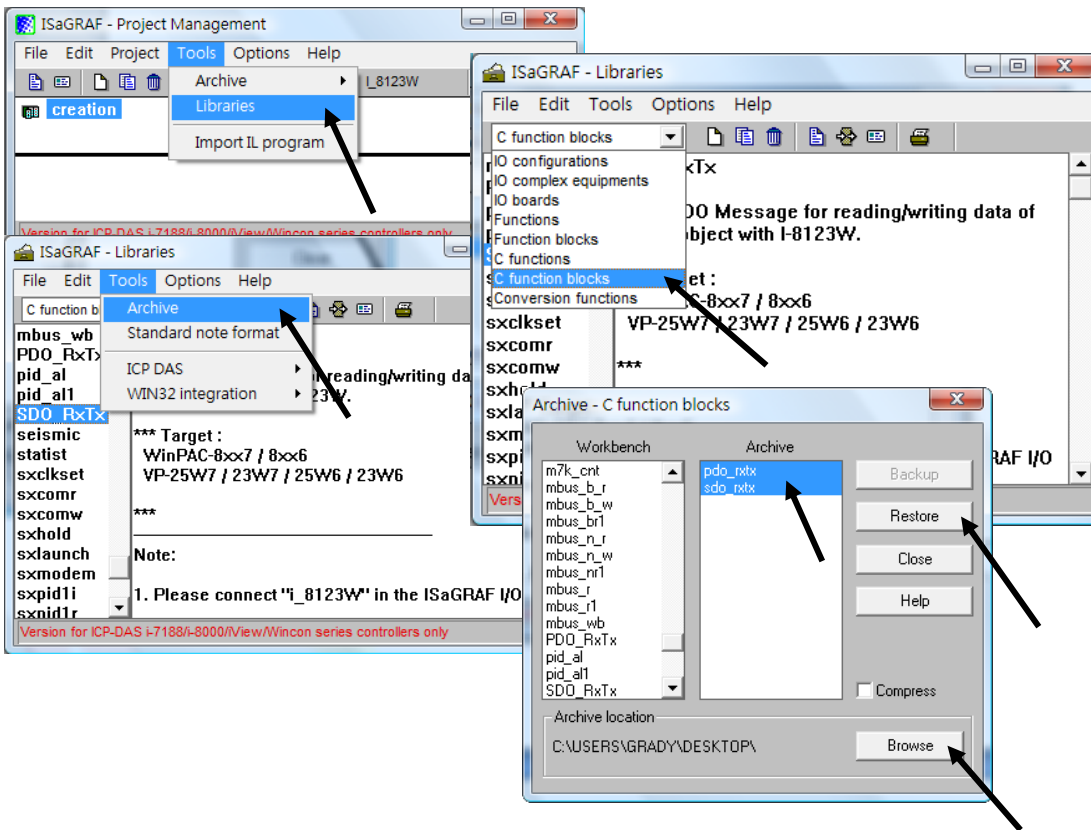 ISaGRAF - Project Management
File Edit Project Tools Options Help
Archive
Libraries
Import IL program
I_8123W
creation
Version for ICP-DAS i-7188/i-8000/iView/Wincon series controllers only
ISaGRAF - Libraries
File Edit Tools Options Help
C function blocks
IO configurations
IO complex equipments
IO boards
Functions
Function blocks
C functions
C function blocks
Conversion functions
xTx
DO Message for reading/writing data of
bject with I-8123W.
et :
C-8xx7 / 8xx6
VP-25W7 / 23W7 / 25W6 / 23W6
***
sxclkset
sxcomr
sxcomw
sxhold
sxla
sxm
sxpi
sxpi
RAF I/O
Vers
ISaGRAF - Libraries
File Edit Tools Options Help
C function b
Archive
Standard note format
ICP DAS
WIN32 integration
mbus_wb
PDO_RxTx
pid_al
pid_al1
SDO_RxTx
seismic
statist
sxclkset
sxcomr
sxcomw
sxhold
sxlaunch
sxmodem
sxpid1i
sxpid1r
reading/writing da
23W.
*** Target :
WinPAC-8xx7 / 8xx6
VP-25W7 / 23W7 / 25W6 / 23W6
***
Note:
1. Please connect "i_8123W" in the ISaGRAF I/O
Version for ICP-DAS i-7188/i-8000/iView/Wincon series controllers only
Archive - C function blocks
Workbench
m7k_cnt
mbus_b_r
mbus_b_w
mbus_br1
mbus_n_r
mbus_n_w
mbus_nr1
mbus_r
mbus_r1
mbus_wb
PDO_RxTx
pid_al
pid_al1
SDO_RxTx
Archive
pdo_rxtx
sdo_rxtx
Backup
Restore
Close
Help
Compress
Archive location
C:\USERS\GRADY\DESKTOP\
Browse